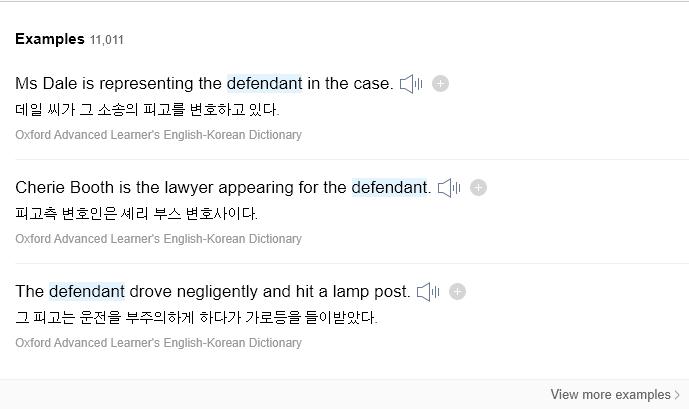 Examples 11,011
Ms Dale is representing the defendant in the case.
데일 씨가 그 소송의 피고를 변호하고 있다.
Oxford Advanced Learner's English-Korean Dictionary
Cherie Booth is the lawyer appearing for the defendant.
피고측 변호인은 셰리 부스 변호사이다.
Oxford Advanced Learner's English-Korean Dictionary
The defendant drove negligently and hit a lamp post.
그 피고는 운전을 부주의하게 하다가 가로등을 들이받았다.
Oxford Advanced Learner's English-Korean Dictionary
View more examples